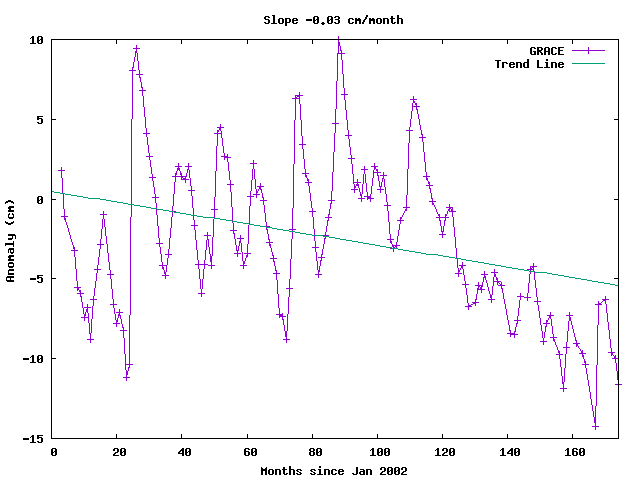 Slope -0.03 cm/month
GRACE
Trend Line
10
5
0
-5
-10
-15
Anomaly (cm)
0 20 40 60 80 100 120 140 160
Months since Jan 2002